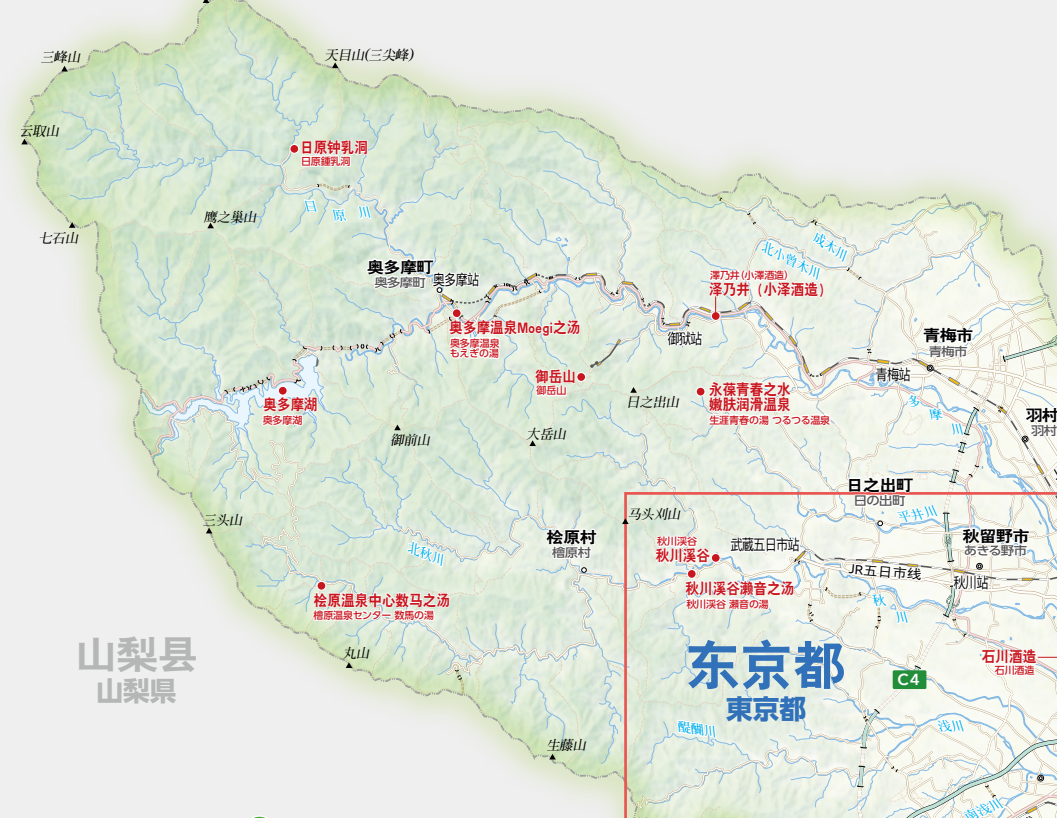 三峰山
天目山(三尖峰)
云取山
日原钟乳洞
日原鍾乳洞
日原川
鹰之巢山
七石山
成木川
北小曾木川
奥多摩町
奥多摩町
奥多摩站
澤乃井(小澤酒造)
泽乃井(小泽酒造)
奥多摩温泉Moegi之汤
奥多摩温泉
もえぎの湯
御狱站
青梅市
青梅市
青梅站
御岳山
御岳山
日之出山
永葆青春之水
嫩肤润滑温泉
生涯青春の湯 つるつる温泉
多摩川
奥多摩湖
奥多摩湖
御前山
大岳山
羽村
羽村
日之出町
日の出町
平井川
三头山
马头刈山
桧原村
檜原村
北秋川
秋川渓谷
秋川溪谷
武蔵五日市站
秋留野市
あきる野市
JR五日市线
秋川站
秋川溪谷瀬音之汤
秋川渓谷 瀬音の湯
秋川
桧原温泉中心数马之汤
檜原温泉センター 数馬の湯
山梨县
山梨県
丸山
东京都
東京都
石川酒造
石川酒造
C4
醍醐川
浅川
生藤山
南浅川